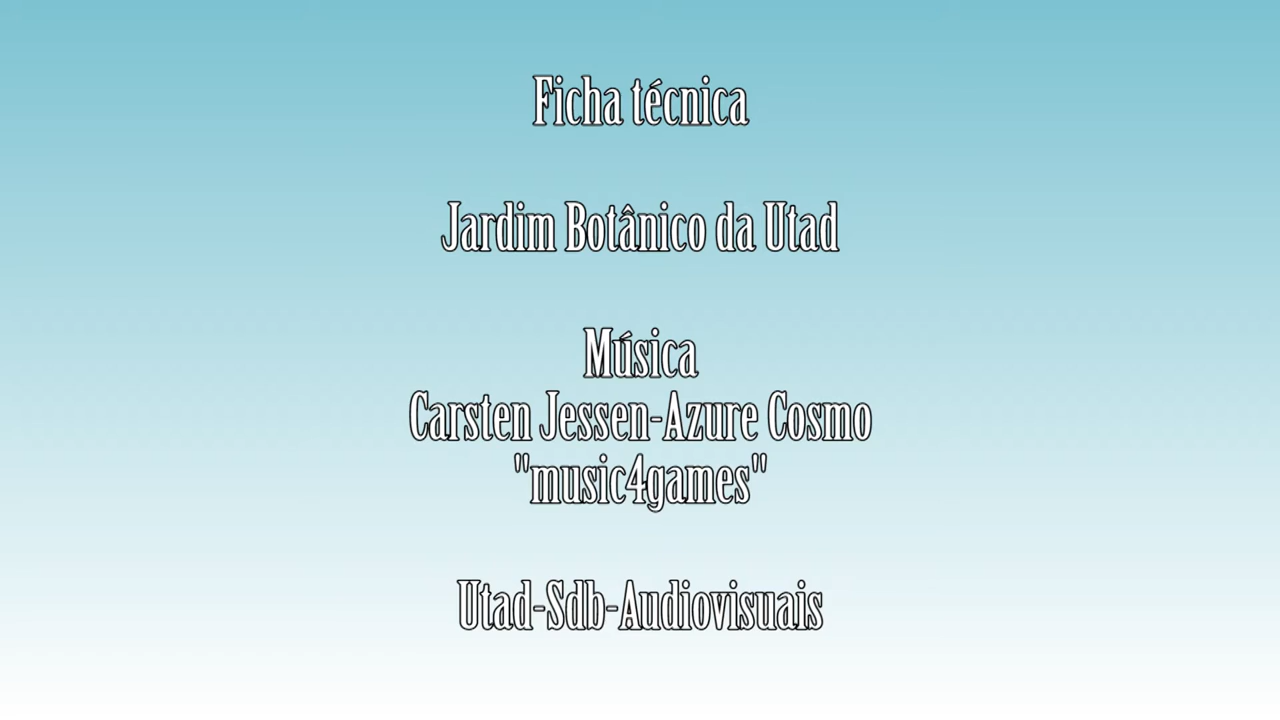 Ficha técnica
Jardim Botânico da Utad
Música
Carsten Jessen-Azure Cosmo
"music4games"
Utad-Sdb-Audiovisuais